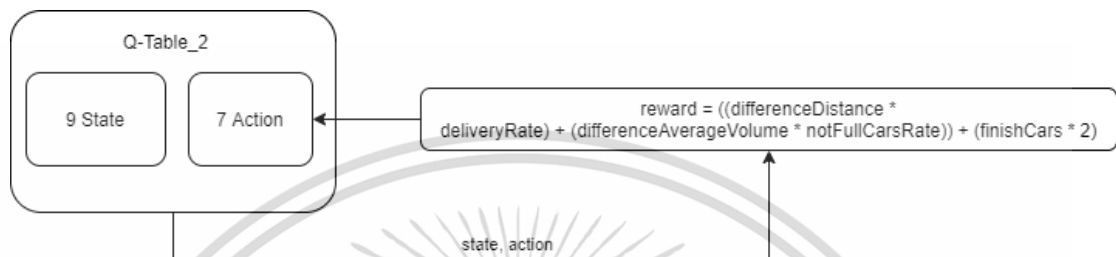 Q-Table_2
9 State
7 Action
reward = ((differenceDistance *
deliveryRate) + (differenceAverageVolume * notFullCarsRate)) + (finishCars * 2)
state, action